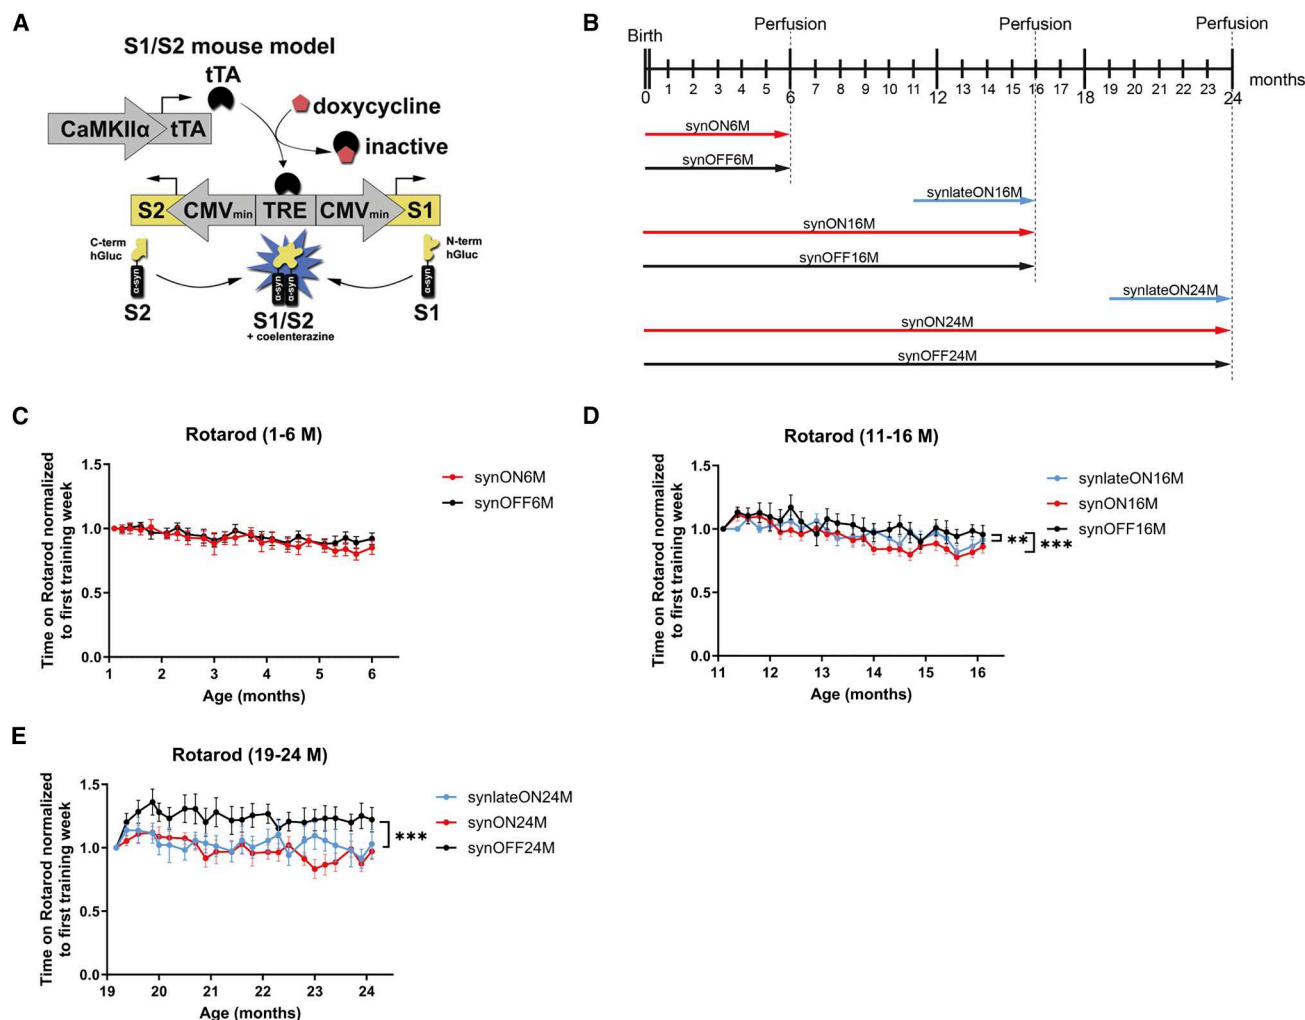 A
S1/S2 mouse model
tTA
doxycycline
CaMKIIα tTA
inactive
S2 CMVmin TRE CMVmin S1
C-term
hGluc
N-term
hGluc
α-syn
α-syn α-syn
α-syn
S2
S1/S2
S1
+ coelenterazine
B
Perfusion Perfusion Perfusion
Birth
months
0 1 2 3 4 5 6 7 8 9 10 11 12 13 14 15 16 17 18 19 20 21 22 23 24
synON6M
synOFF6M
synlateON16M
synON16M
synOFF16M
synlateON24M
synON24M
synOFF24M
C
Rotarod (1-6 M)
Time on Rotarod normalized
to first training week
1.5
1.0
0.5
0.0
1 2 3 4 5 6
Age (months)
synON6M
synOFF6M
D
Rotarod (11-16 M)
Time on Rotarod normalized
to first training week
1.5
1.0
0.5
0.0
11 12 13 14 15 16
Age (months)
synlateON16M
synON16M
synOFF16M
** ***
E
Rotarod (19-24 M)
Time on Rotarod normalized
to first training week
1.5
1.0
0.5
0.0
19 20 21 22 23 24
Age (months)
synlateON24M
synON24M
synOFF24M
***